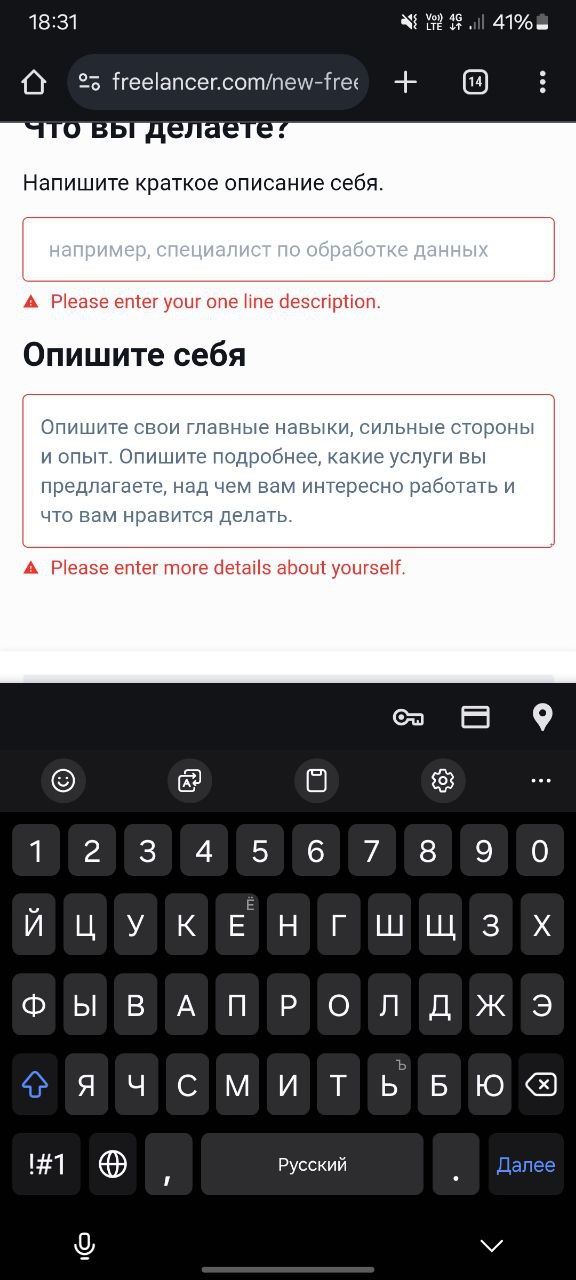 18:31
Vo)) LTE 4G 41%
freelancer.com/new-free
14
Что вы делаете?
Напишите краткое описание себя.
например, специалист по обработке данных
Please enter your one line description.
Опишите себя
Опишите свои главные навыки, сильные стороны
и опыт. Опишите подробнее, какие услуги вы
предлагаете, над чем вам интересно работать и
что вам нравится делать.
Please enter more details about yourself.
1 2 3 4 5 6 7 8 9 0
Й Ц У К Е Ё Н Г Ш Щ З Х
Ф Ы В А П Р О Л Д Ж Э
Я Ч С М И Т Ь Ъ Б Ю
!#1 , Русский . Далее